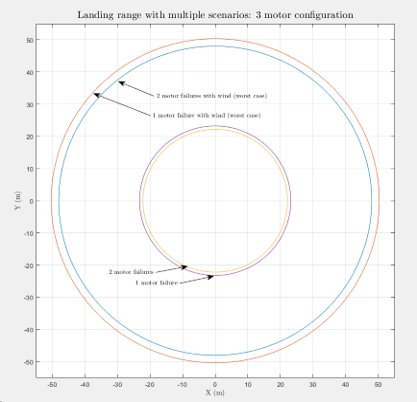 Landing range with multiple scenarios: 3 motor configuration
50
40
30
20
10
0
-10
-20
-30
-40
-50
Y (m)
2 motor failures with wind (worst case)
1 motor failure with wind (worst case)
2 motor failures
1 motor failure
-50 -40 -30 -20 -10 0 10 20 30 40 50
X (m)